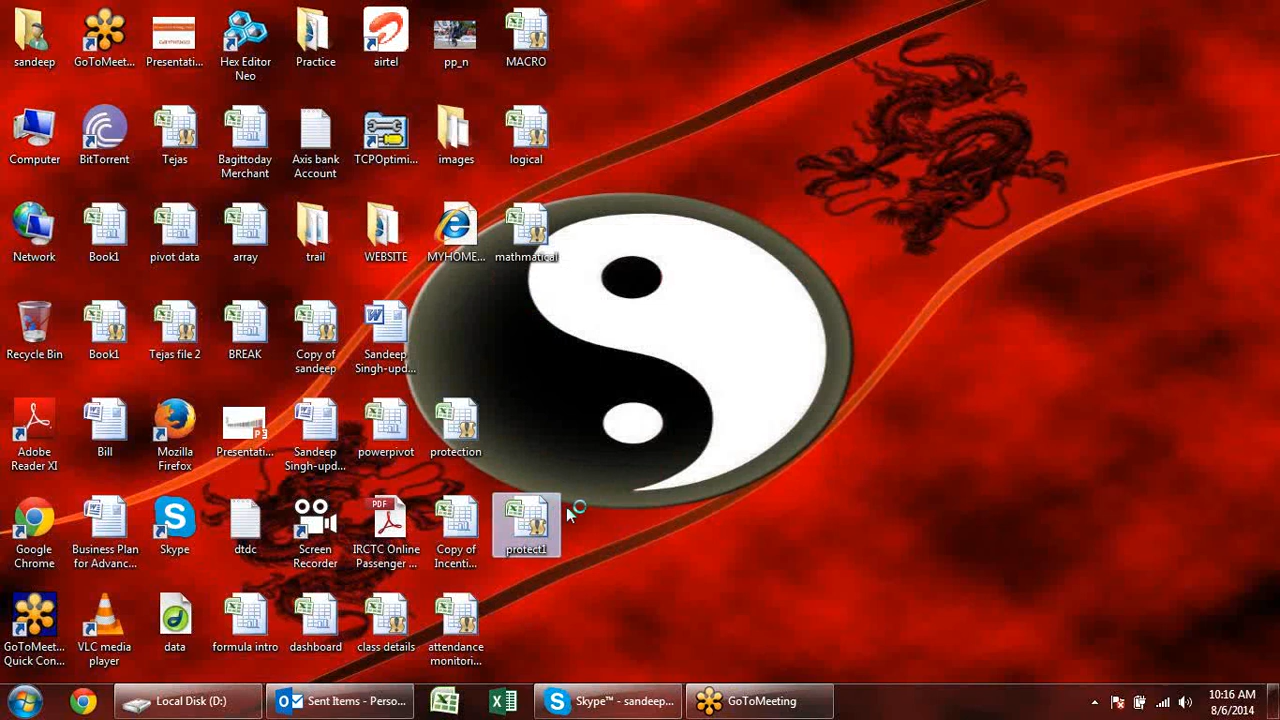 sandeep
GoToMeet...
Presentati...
Hex Editor
Neo
Practice
airtel
pp_n
MACRO
Computer
BitTorrent
Tejas
Bagittoday
Merchant
Axis bank
Account
TCPOptimi...
images
logical
Network
Book1
pivot data
array
trail
WEBSITE
MYHOME...
mathmatical
Recycle Bin
Book1
Tejas file 2
BREAK
Copy of
sandeep
Sandeep
Singh-upd...
Adobe
Reader XI
Bill
Mozilla
Firefox
Presentati...
Sandeep
Singh-upd...
powerpivot
protection
Google
Chrome
Business Plan
for Advanc...
Skype
dtdc
Screen
Recorder
PDF
IRCTC Online
Passenger ...
Copy of
Incenti...
protect1
GoToMeet...
Quick Con...
VLC media
player
data
formula intro
dashboard
class details
attendance
monitori...
Local Disk (D:)
Sent Items - Perso...
Skype™ - sandeep...
GoToMeeting
10:16 AM
8/6/2014